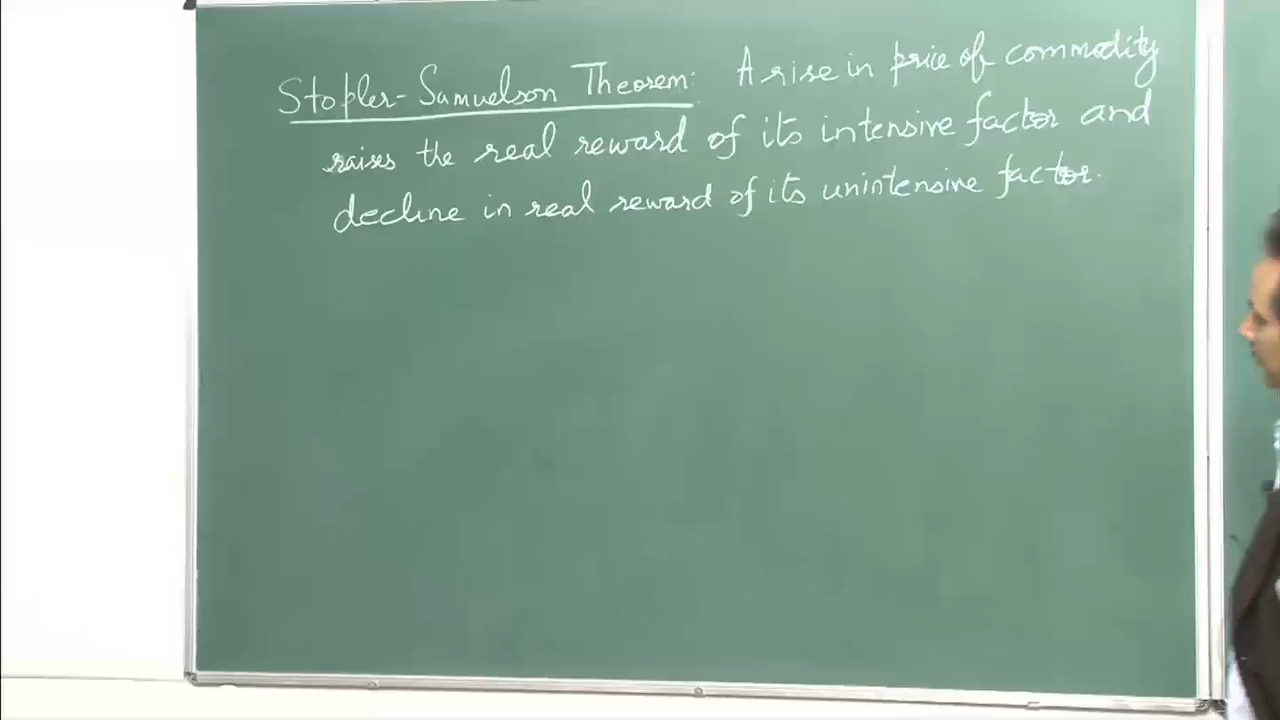 Stopler-Samuelson Theorem: A rise in price of commodity
raises the real reward of its intensive factor and
decline in real reward of its unintensive factor.